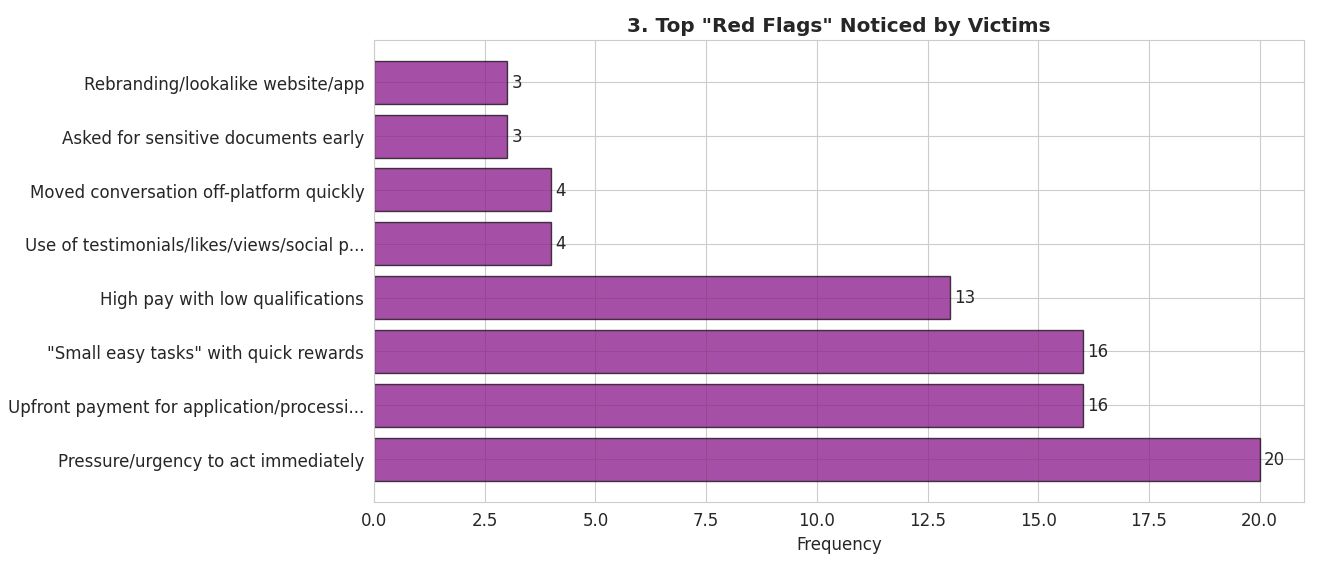 3. Top "Red Flags" Noticed by Victims
Rebranding/lookalike website/app 3
Asked for sensitive documents early 3
Moved conversation off-platform quickly 4
Use of testimonials/likes/views/social p... 4
High pay with low qualifications 13
"Small easy tasks" with quick rewards 16
Upfront payment for application/processi... 16
Pressure/urgency to act immediately 20
0.0 2.5 5.0 7.5 10.0 12.5 15.0 17.5 20.0
Frequency